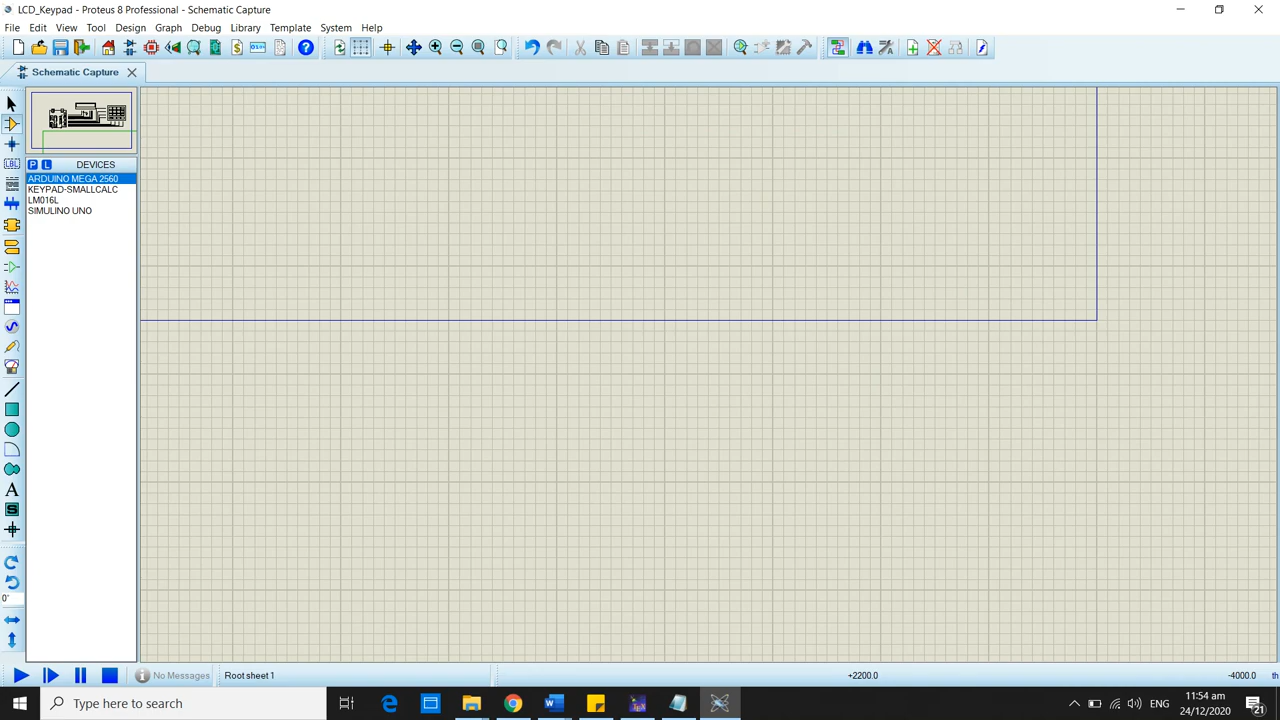 LCD_Keypad - Proteus 8 Professional - Schematic Capture
File Edit View Tool Design Graph Debug Library Template System Help
Schematic Capture
P L DEVICES
ARDUINO MEGA 2560
KEYPAD-SMALLCALC
LM016L
SIMULINO UNO
LBL
A
S
0°
No Messages Root sheet 1 +2200.0 -4000.0 th
Type here to search
W
ENG
11:54 am
24/12/2020
21